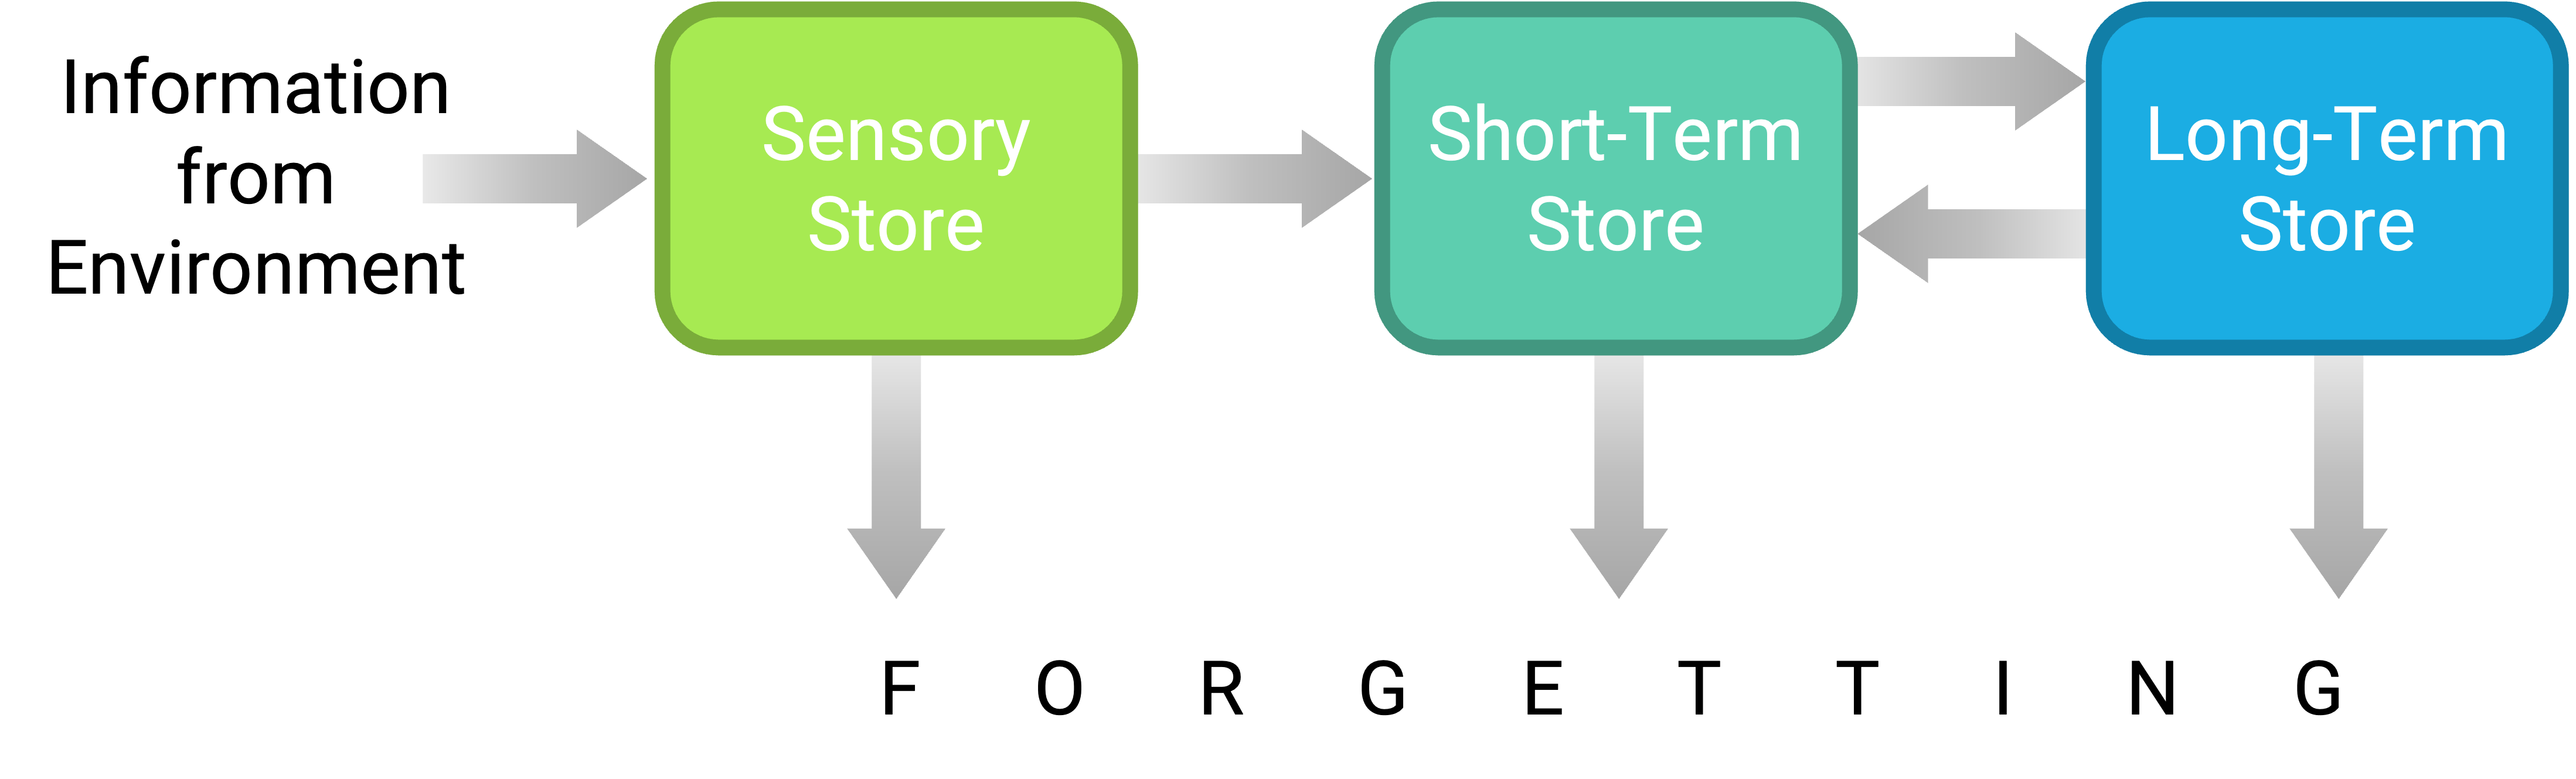 Information
from
Environment
Sensory
Store
Short-Term
Store
Long-Term
Store
F O R G E T T I N G